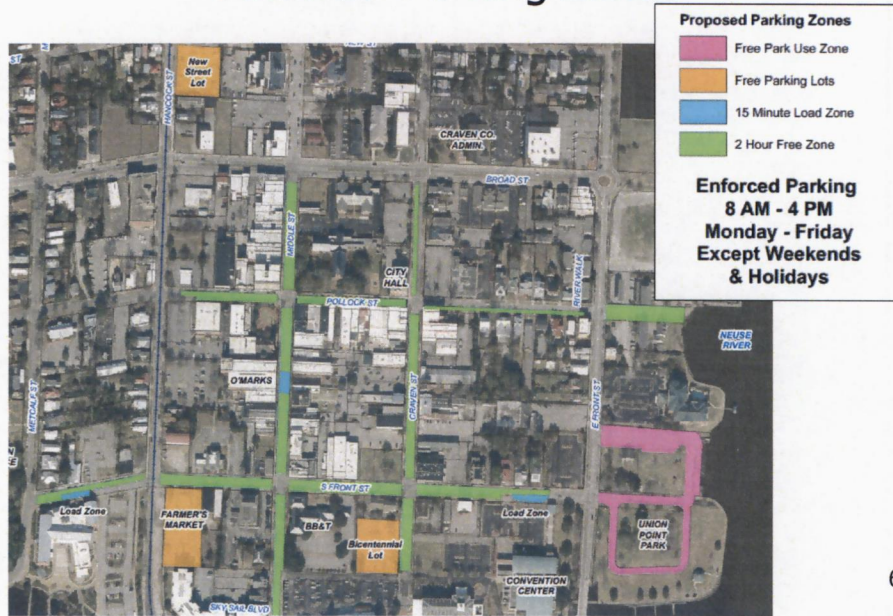 Proposed Parking Zones
Free Park Use Zone
Free Parking Lots
15 Minute Load Zone
2 Hour Free Zone
Enforced Parking
8 AM - 4 PM
Monday - Friday
Except Weekends
& Holidays
New
Street
Lot
HANCOCK ST
CRAVEN CO.
ADMIN.
BROAD ST
MIDDLE ST
CITY
HALL
RIVER WALK
POLLOCK ST
NEUSE
RIVER
O'MARKS
METCALF ST
CRAVEN ST
E FRONT ST
S FRONT ST
Load Zone
FARMER'S
MARKET
BB&T
Bicentennial
Lot
Load Zone
UNION
POINT
PARK
CONVENTION
CENTER
SKY SAIL BLVD